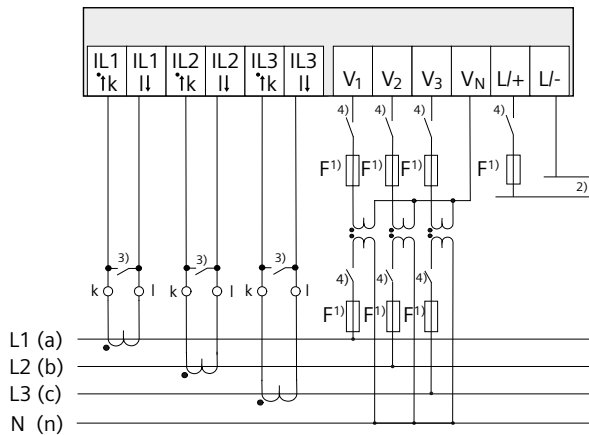 IL1 IL1 IL2 IL2 IL3 IL3
↑k l↓ ↑k l↓ ↑k l↓ V1 V2 V3 VN L/+ L/-
4) 4) 4) 4)
F1) F1) F1) F1)
2)
3) 3) 3)
k l k l k l 4) 4) 4)
F1) F1) F1)
L1 (a)
L2 (b)
L3 (c)
N (n)